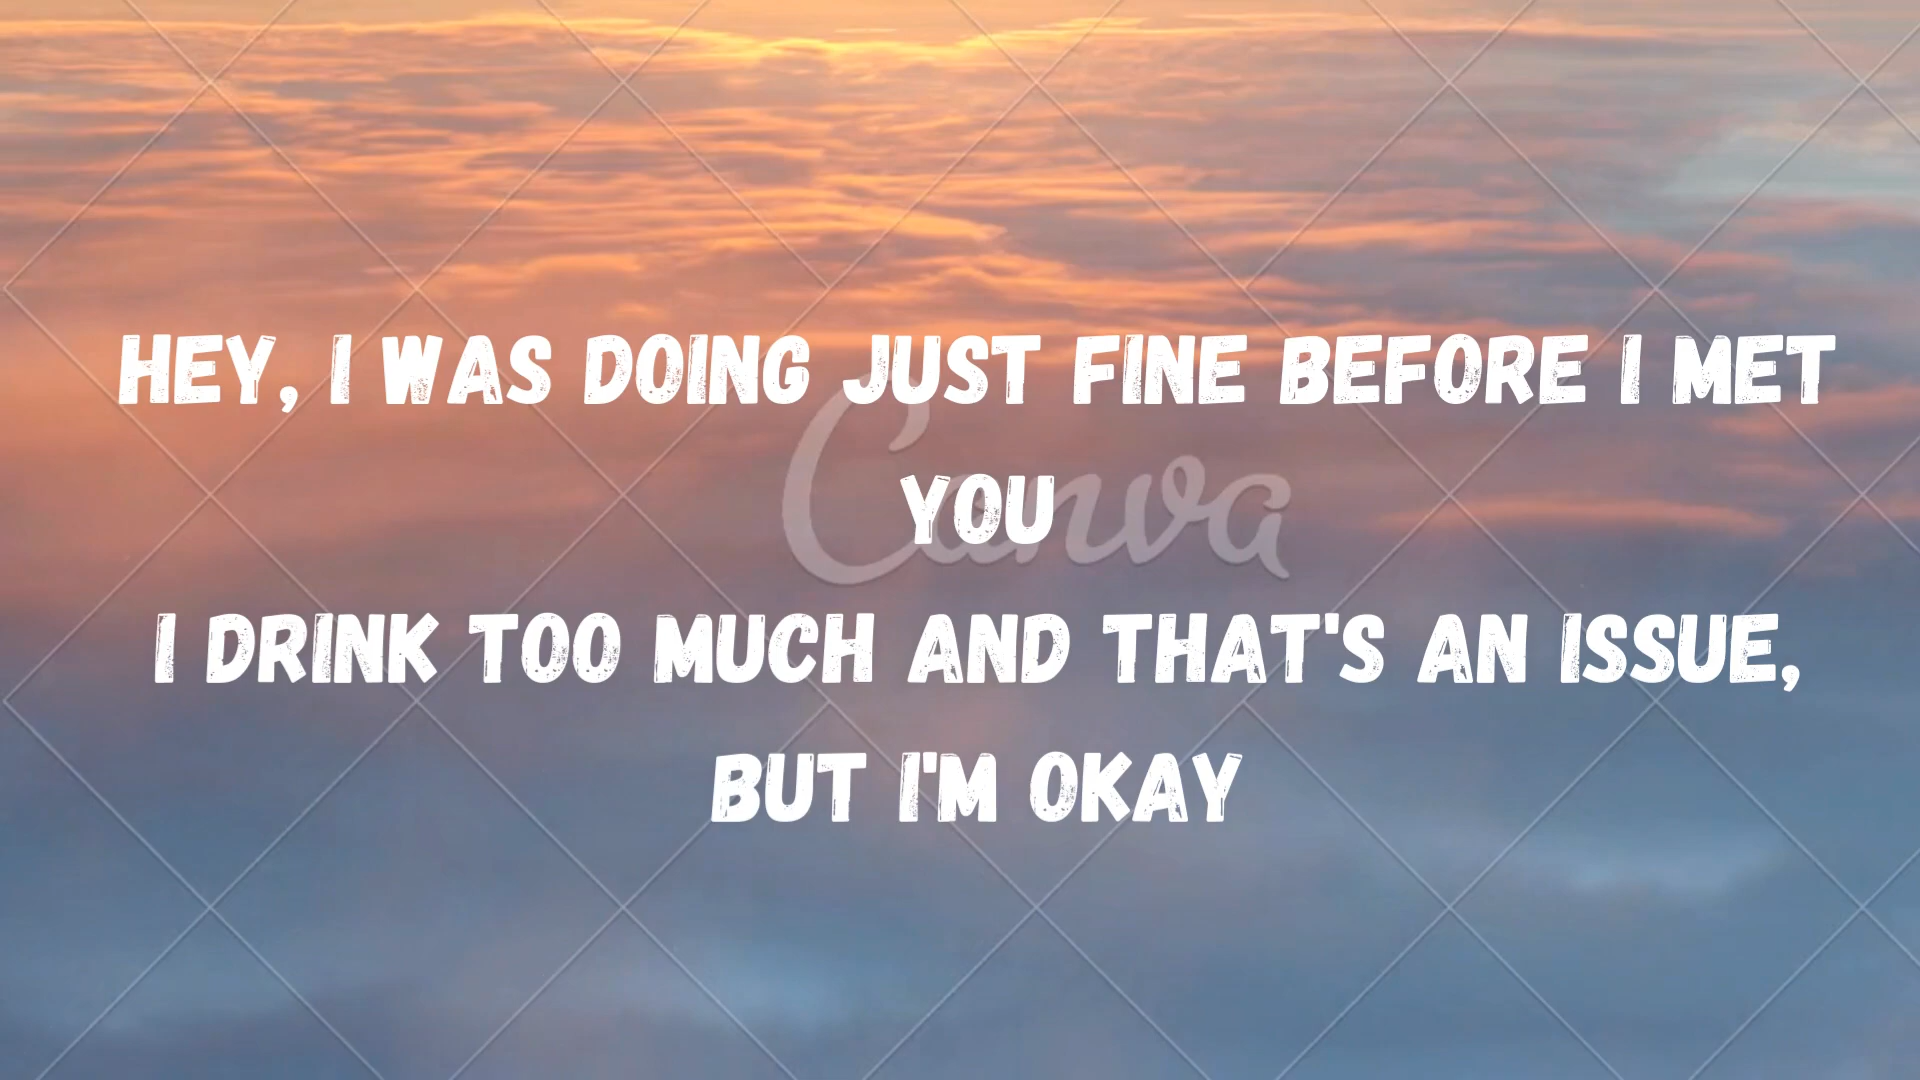 HEY, I WAS DOING JUST FINE BEFORE I MET
YOU
Canva
I DRINK TOO MUCH AND THAT'S AN ISSUE,
BUT I'M OKAY